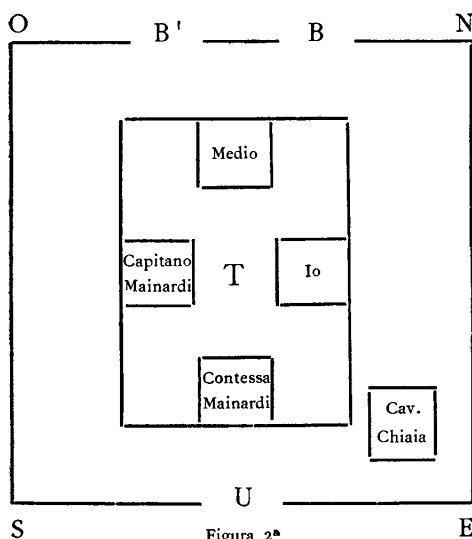 O B' B N
Medio
Capitano
Mainardi
T
Io
Contessa
Mainardi
Cav.
Chiaia
U
S E
Figura 2ª